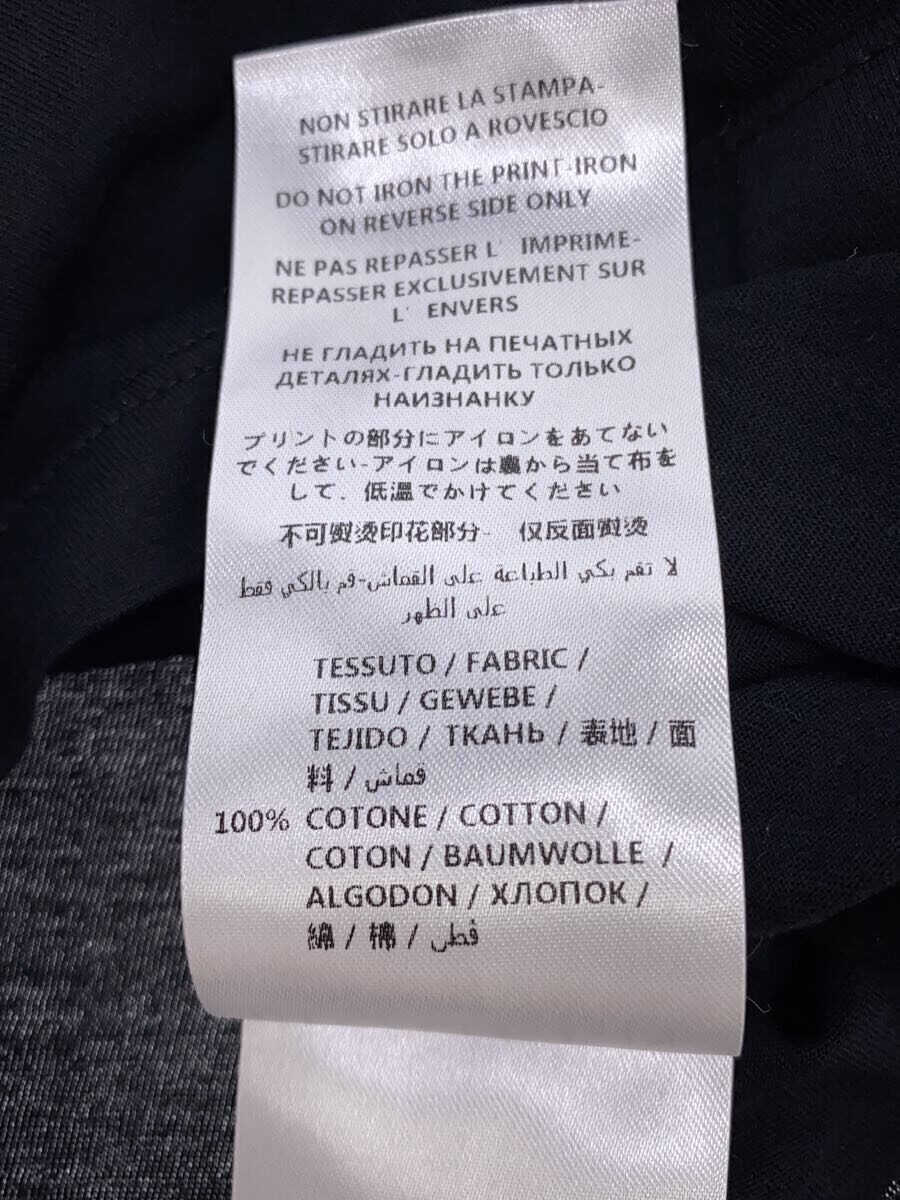 NON STIRARE LA STAMPA-
STIRARE SOLO A ROVESCIO
DO NOT IRON THE PRINT-IRON
ON REVERSE SIDE ONLY
NE PAS REPASSER L' IMPRIME-
REPASSER EXCLUSIVEMENT SUR
L' ENVERS
НЕ ГЛАДИТЬ НА ПЕЧАТНЫХ
ДЕТАЛЯХ-ГЛАДИТЬ ТОЛЬКО
НАИЗНАНКУ
プリントの部分にアイロンをあてない
でください-アイロンは裏から当て布を
して、低温でかけてください
不可熨烫印花部分- 仅反面熨烫
لا تقم بكي الطباعة على القماش-قم بالكي فقط
على الظهر
TESSUTO / FABRIC /
TISSU / GEWEBE /
TEJIDO / ТКАНЬ / 表地 / 面
料 / قماش
100% COTONE / COTTON /
COTON / BAUMWOLLE /
ALGODON / ХЛОПОК /
綿 / 棉 / قطن